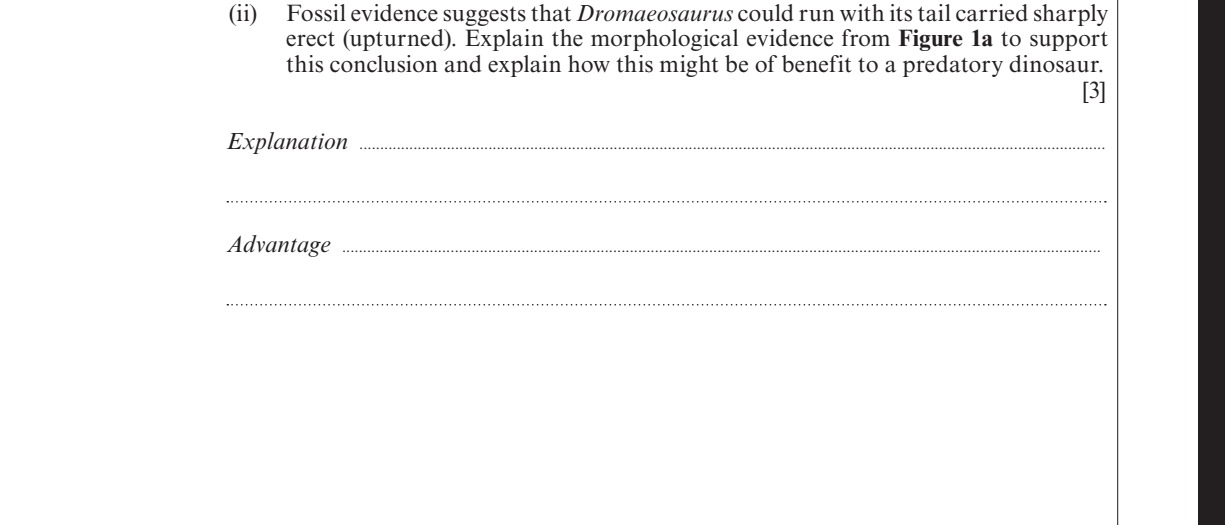 (ii) Fossil evidence suggests that Dromaeosaurus could run with its tail carried sharply
erect (upturned). Explain the morphological evidence from Figure 1a to support
this conclusion and explain how this might be of benefit to a predatory dinosaur.
[3]
Explanation
Advantage